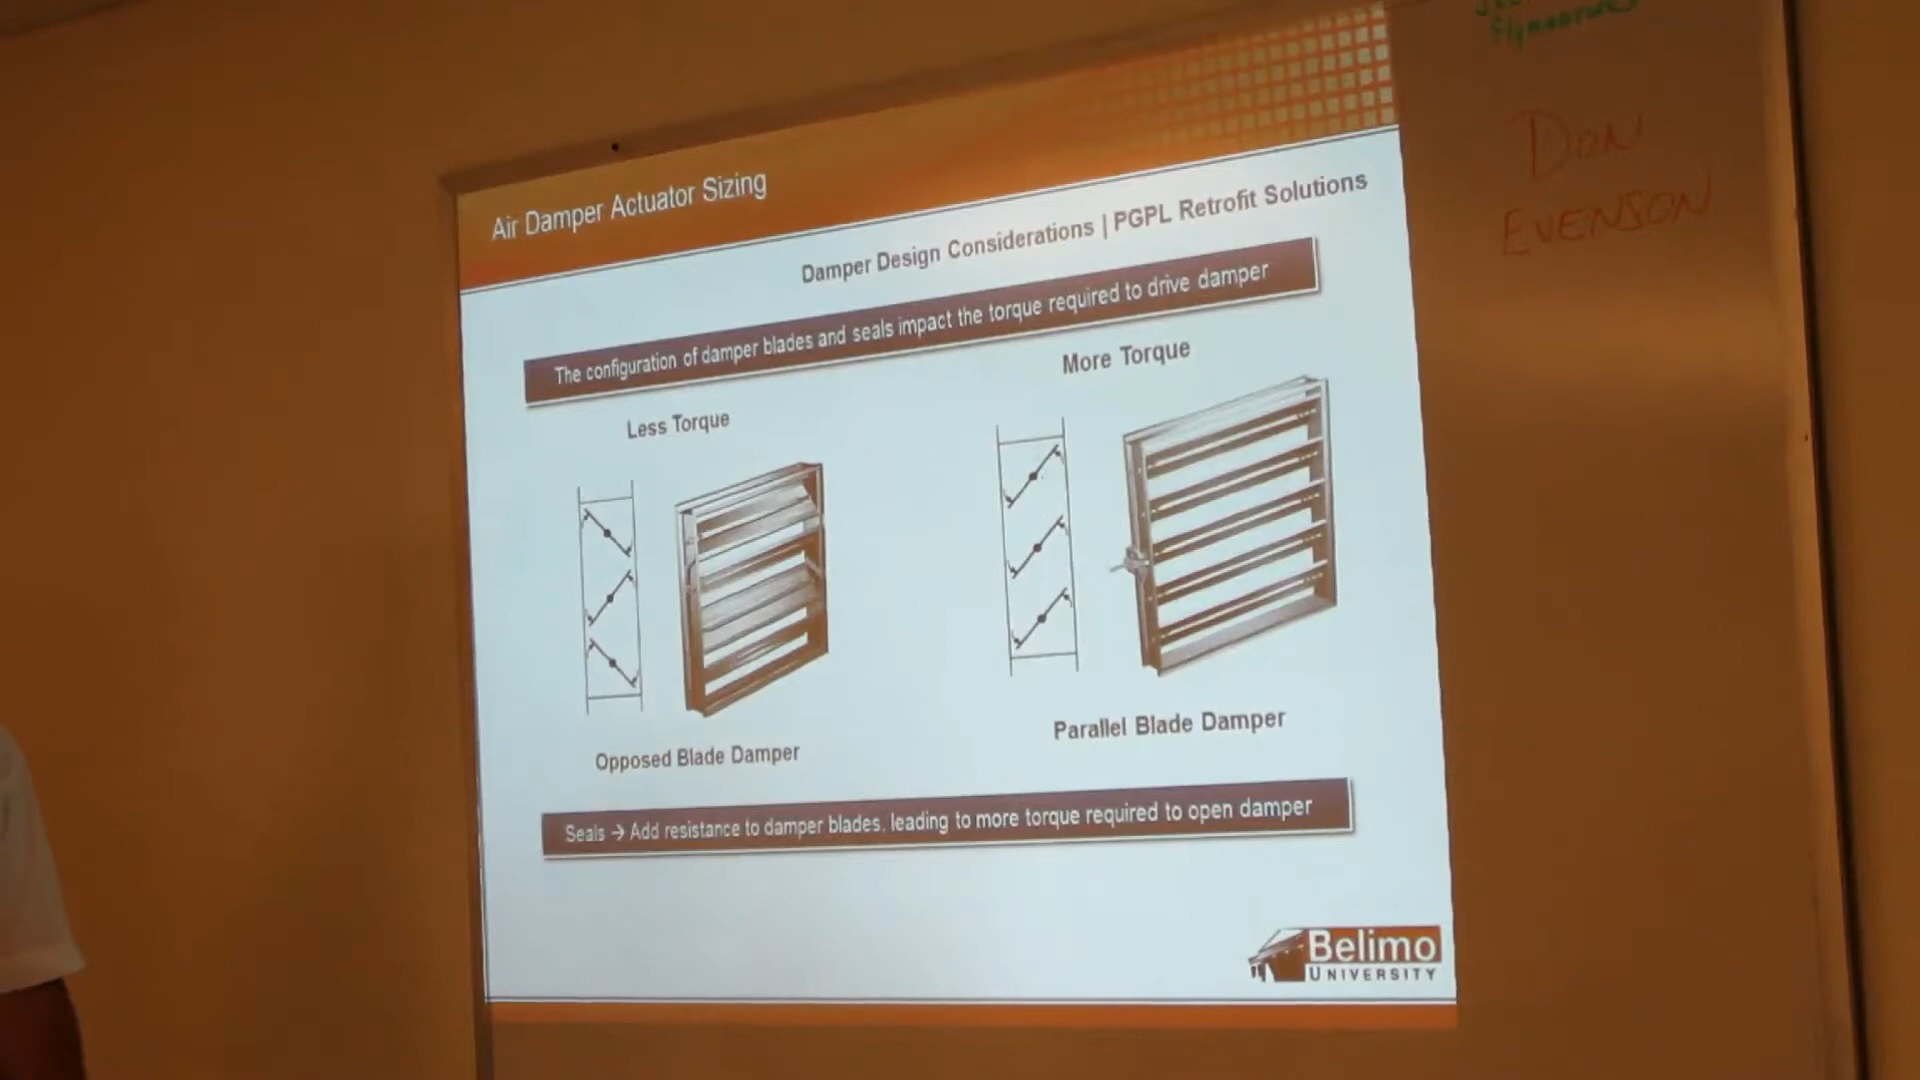 Air Damper Actuator Sizing
Damper Design Considerations | PGPL Retrofit Solutions
The configuration of damper blades and seals impact the torque required to drive damper
Less Torque
More Torque
Opposed Blade Damper
Parallel Blade Damper
Seals → Add resistance to damper blades, leading to more torque required to open damper
Belimo
UNIVERSITY
DON
EVENSON